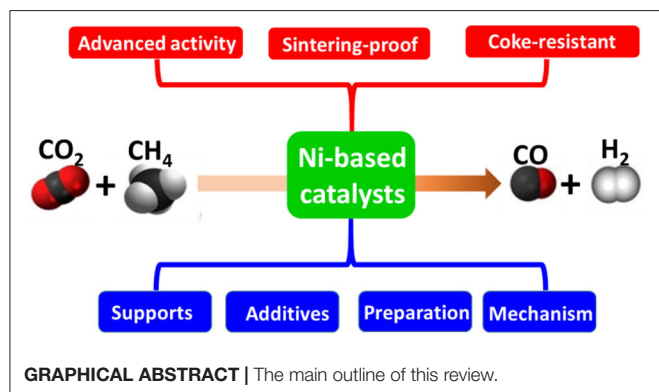 Advanced activity
Sintering-proof
Coke-resistant
CO₂ + CH₄
Ni-based
catalysts
CO + H₂
Supports
Additives
Preparation
Mechanism
GRAPHICAL ABSTRACT | The main outline of this review.